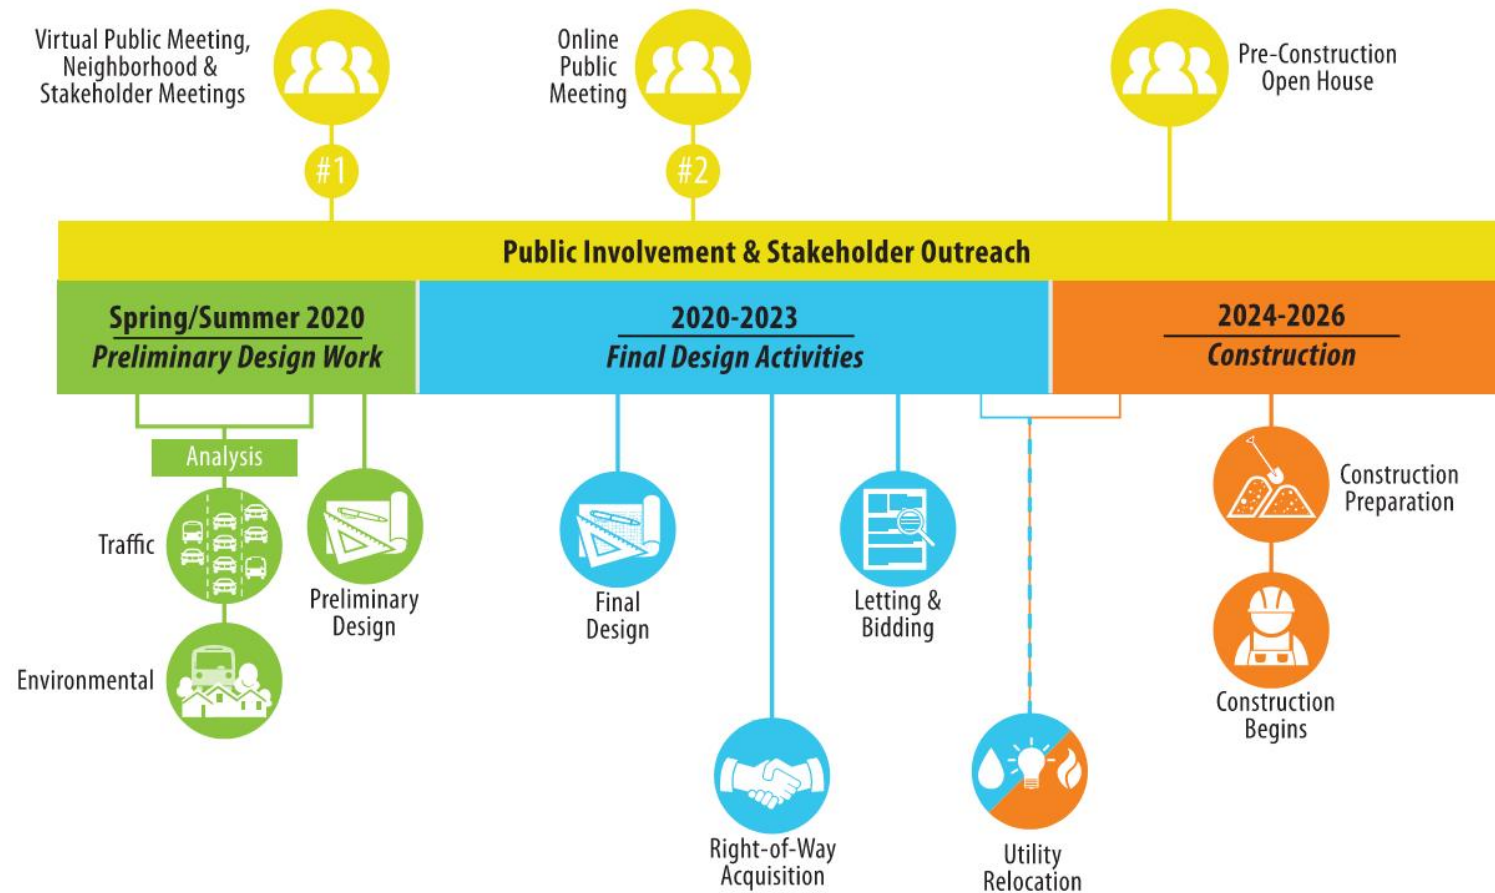 Virtual Public Meeting,
Neighborhood &
Stakeholder Meetings
#1
Online
Public
Meeting
#2
Pre-Construction
Open House
Public Involvement & Stakeholder Outreach
Spring/Summer 2020
Preliminary Design Work
2020-2023
Final Design Activities
2024-2026
Construction
Analysis
Traffic
Environmental
Preliminary
Design
Final
Design
Right-of-Way
Acquisition
Letting &
Bidding
Utility
Relocation
Construction
Preparation
Construction
Begins